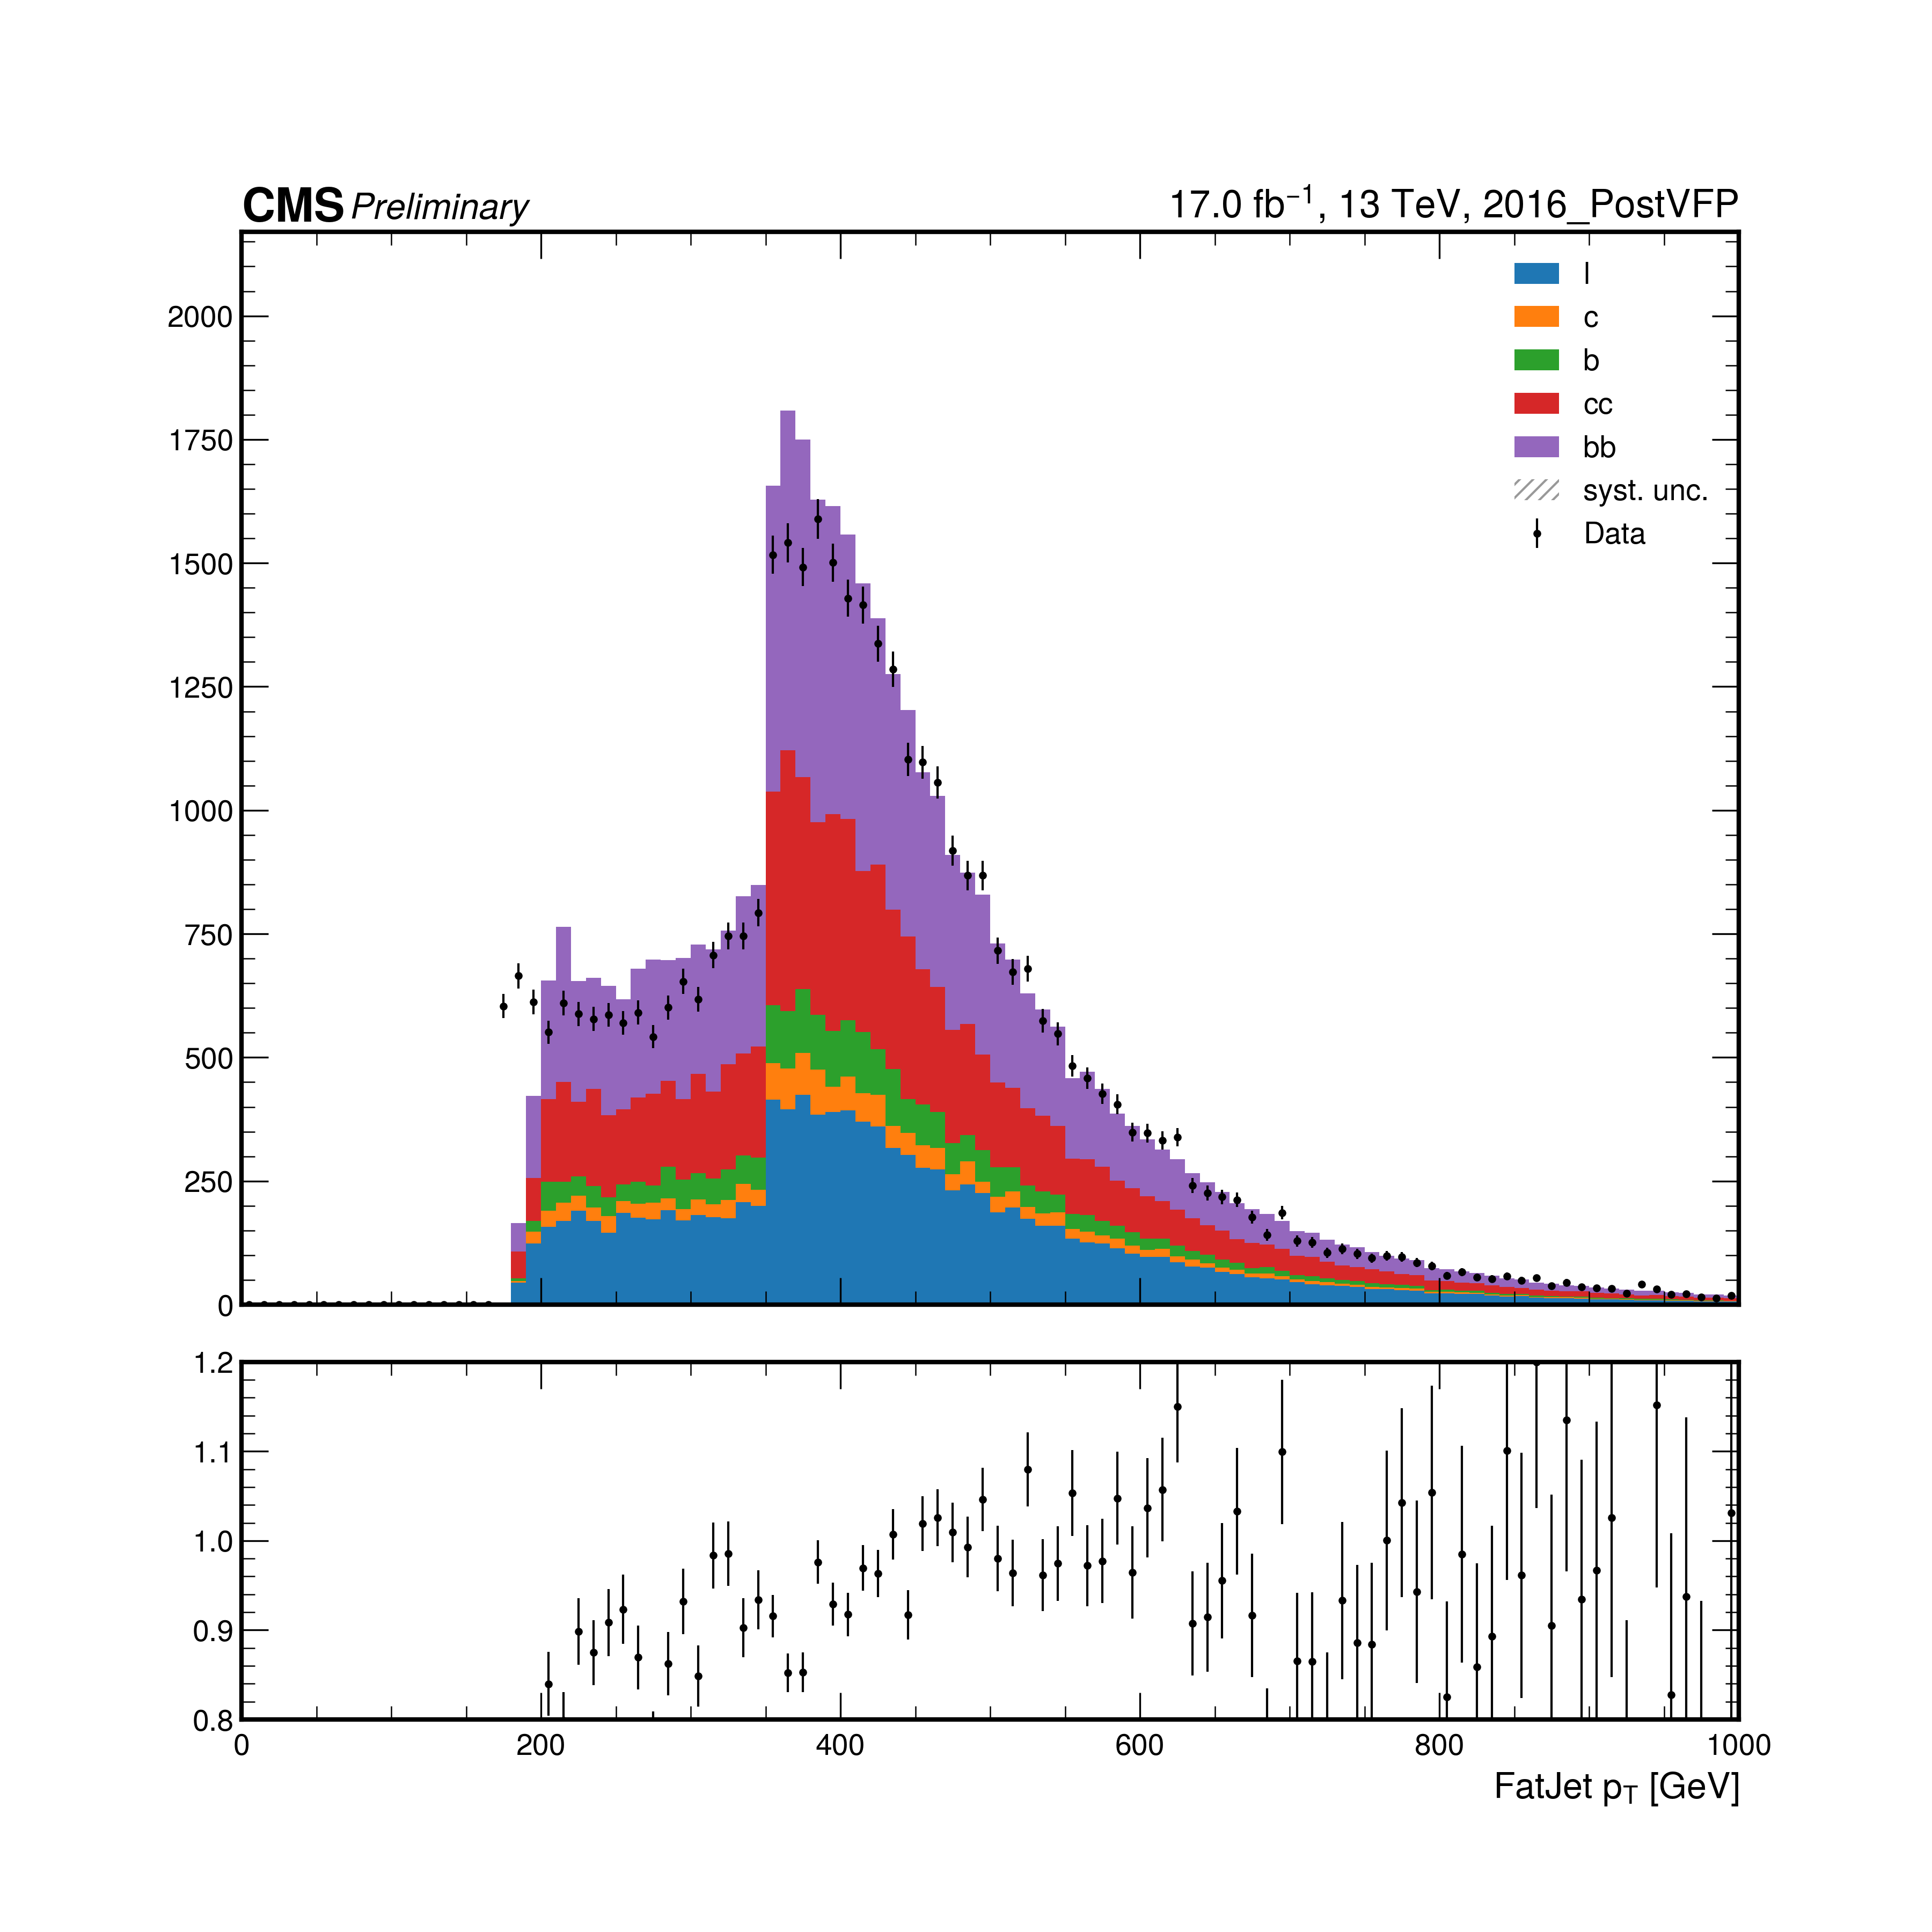 CMS Preliminary 17.0 fb⁻¹, 13 TeV, 2016_PostVFP
l
c
b
cc
bb
syst. unc.
Data
2000
1750
1500
1250
1000
750
500
250
0
1.2
1.1
1.0
0.9
0.8
0 200 400 600 800 1000
FatJet pT [GeV]